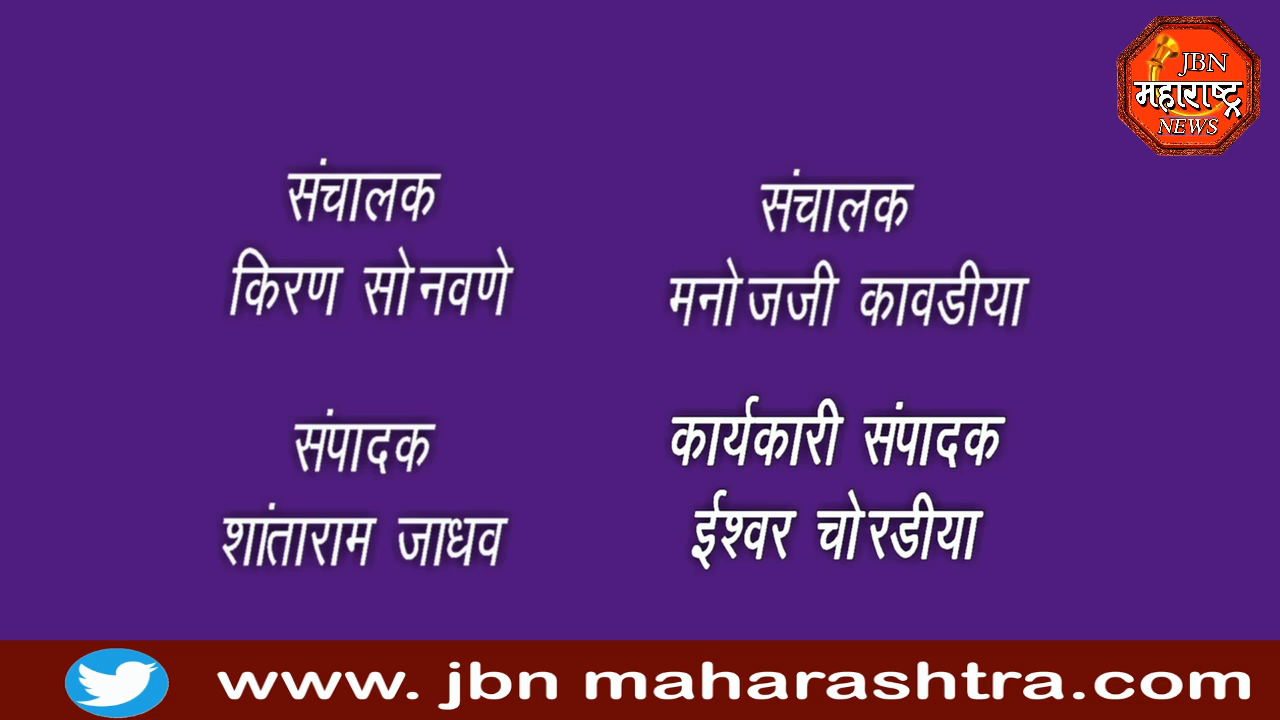 JBN
महाराष्ट्र
NEWS
संचालक
किरण सोनवणे
संचालक
मनोजजी कावडीया
संपादक
शांताराम जाधव
कार्यकारी संपादक
ईश्वर चोरडीया
www. jbn maharashtra.com